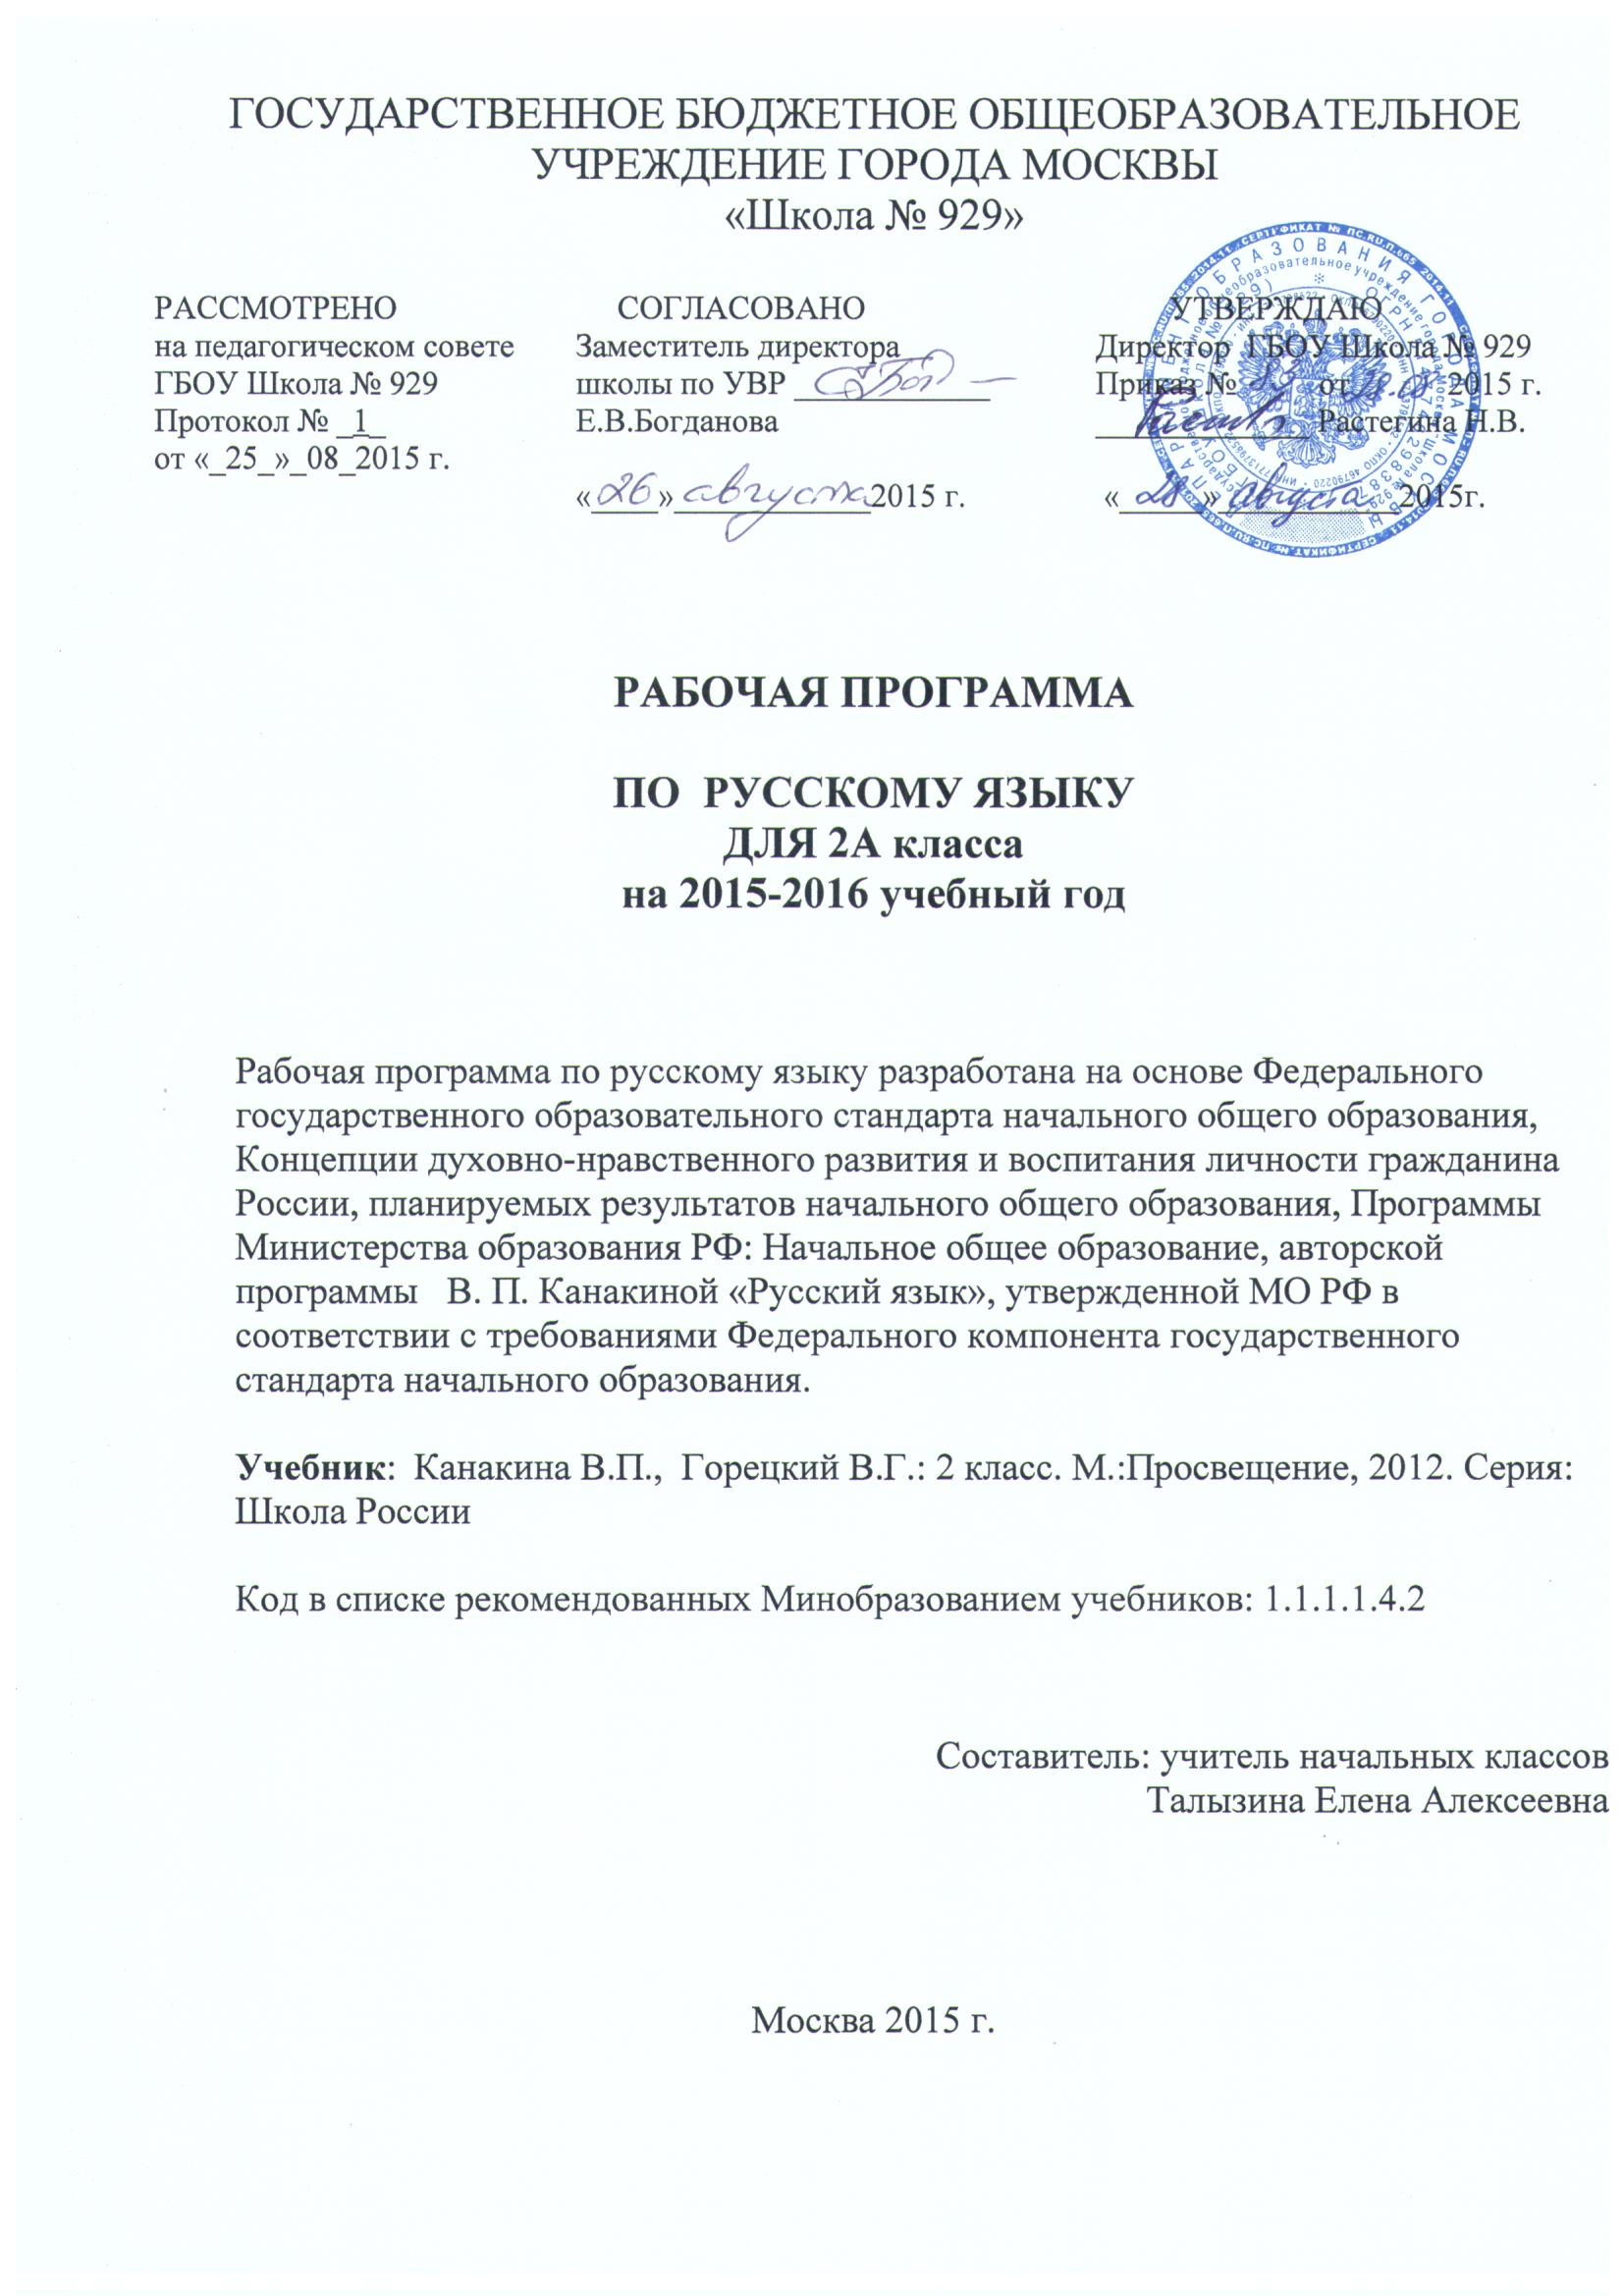 ГОСУДАРСТВЕННОЕ БЮДЖЕТНОЕ ОБЩЕОБРАЗОВАТЕЛЬНОЕ
УЧРЕЖДЕНИЕ ГОРОДА МОСКВЫ
«Школа № 929»
РАССМОТРЕНО
на педагогическом совете
ГБОУ Школа № 929
Протокол № _1_
от «_25_»_08_2015 г.
СОГЛАСОВАНО
Заместитель директора
школы по УВР
Е.В.Богданова
«26» августа 2015 г.
УТВЕРЖДАЮ
Директор ГБОУ Школа № 929
Приказ № от 28.08 2015 г.
Растегина Н.В.
«28» августа 2015г.
РАБОЧАЯ ПРОГРАММА
ПО РУССКОМУ ЯЗЫКУ
ДЛЯ 2А класса
на 2015-2016 учебный год
Рабочая программа по русскому языку разработана на основе Федерального
государственного образовательного стандарта начального общего образования,
Концепции духовно-нравственного развития и воспитания личности гражданина
России, планируемых результатов начального общего образования, Программы
Министерства образования РФ: Начальное общее образование, авторской
программы В. П. Канакиной «Русский язык», утвержденной МО РФ в
соответствии с требованиями Федерального компонента государственного
стандарта начального образования.
Учебник: Канакина В.П., Горецкий В.Г.: 2 класс. М.:Просвещение, 2012. Серия:
Школа России
Код в списке рекомендованных Минобразованием учебников: 1.1.1.1.4.2
Составитель: учитель начальных классов
Талызина Елена Алексеевна
Москва 2015 г.